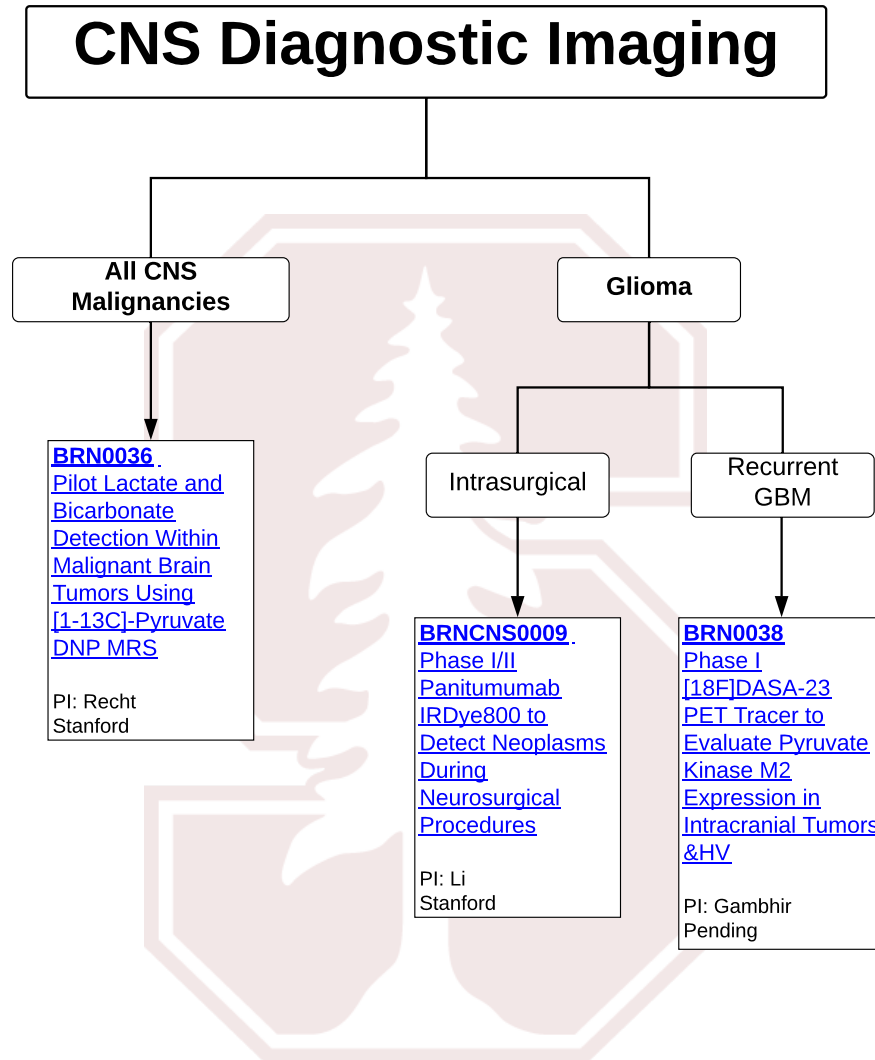 CNS Diagnostic Imaging
All CNS
Malignancies
Glioma
Intrasurgical
Recurrent
GBM
BRN0036
Pilot Lactate and
Bicarbonate
Detection Within
Malignant Brain
Tumors Using
[1-13C]-Pyruvate
DNP MRS
PI: Recht
Stanford
BRNCNS0009
Phase I/II
Panitumumab
IRDye800 to
Detect Neoplasms
During
Neurosurgical
Procedures
PI: Li
Stanford
BRN0038
Phase I
[18F]DASA-23
PET Tracer to
Evaluate Pyruvate
Kinase M2
Expression in
Intracranial Tumors
&HV
PI: Gambhir
Pending